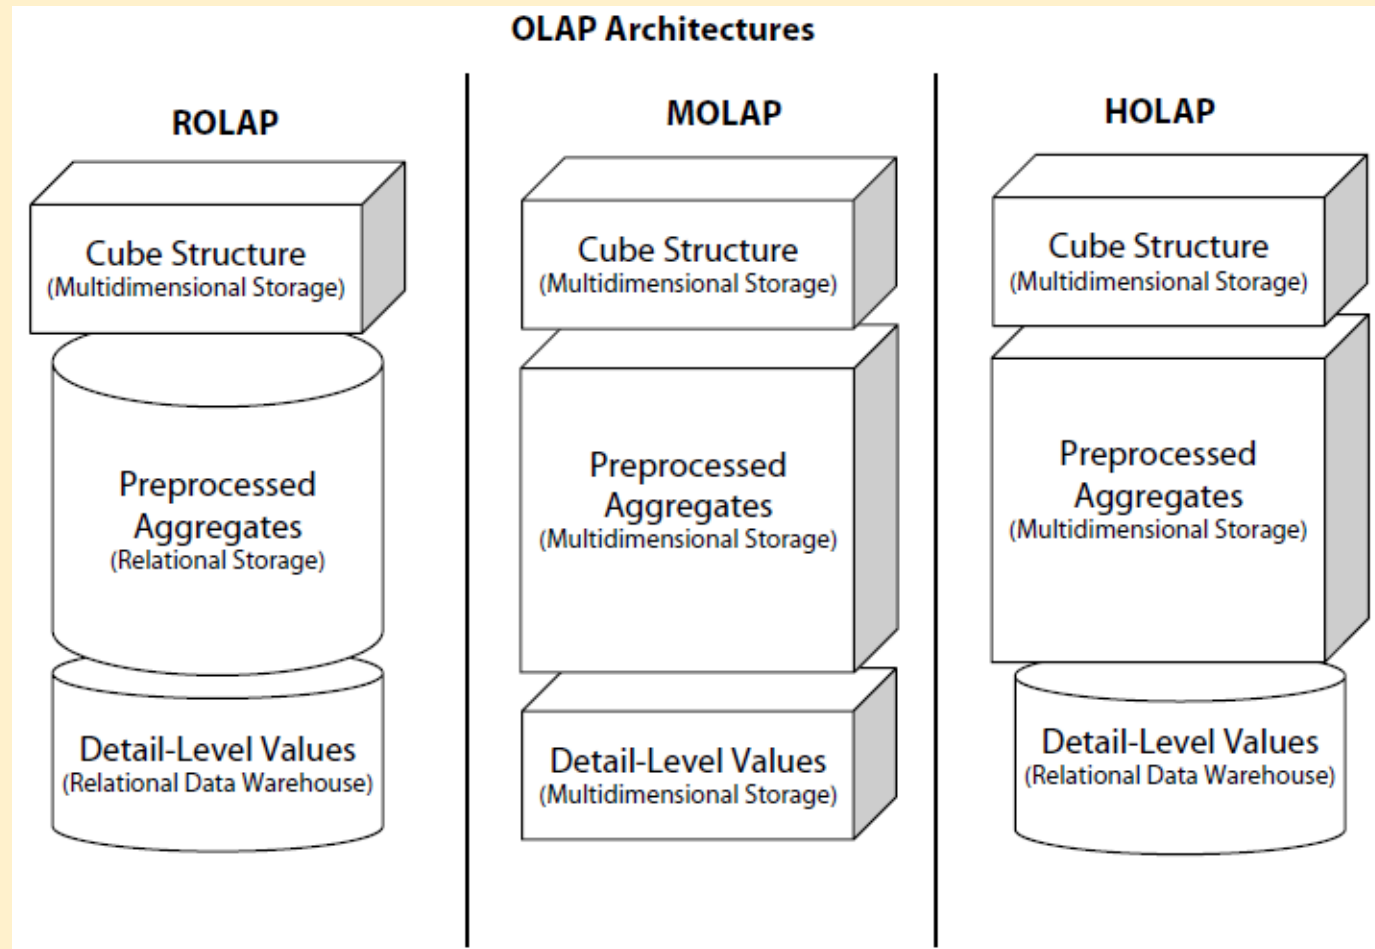 OLAP Architectures
ROLAP
Cube Structure
(Multidimensional Storage)
Preprocessed
Aggregates
(Relational Storage)
Detail-Level Values
(Relational Data Warehouse)
MOLAP
Cube Structure
(Multidimensional Storage)
Preprocessed
Aggregates
(Multidimensional Storage)
Detail-Level Values
(Multidimensional Storage)
HOLAP
Cube Structure
(Multidimensional Storage)
Preprocessed
Aggregates
(Multidimensional Storage)
Detail-Level Values
(Relational Data Warehouse)